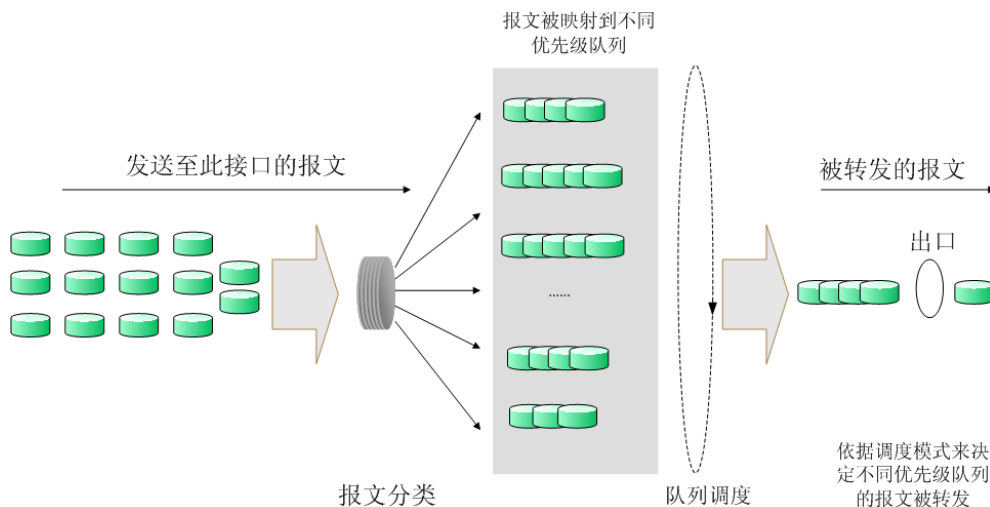 报文被映射到不同
优先级队列
发送至此接口的报文
被转发的报文
出口
......
报文分类
队列调度
依据调度模式来决
定不同优先级队列
的报文被转发